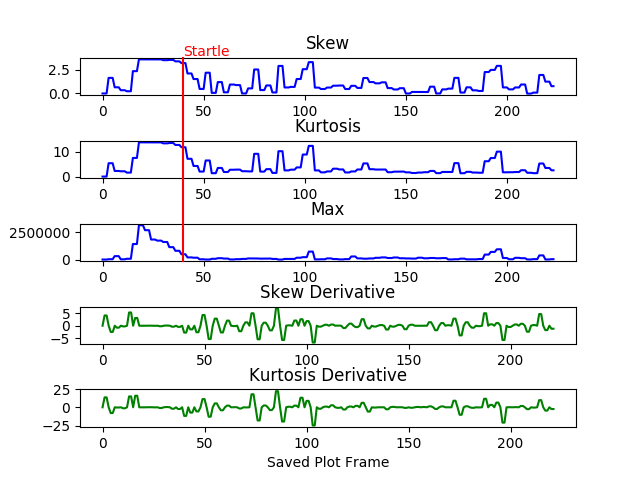 Startle
Skew
2.5
0.0
0 50 100 150 200
Kurtosis
10
0
0 50 100 150 200
Max
2500000
0
0 50 100 150 200
Skew Derivative
5
0
−5
0 50 100 150 200
Kurtosis Derivative
25
0
−25
0 50 100 150 200
Saved Plot Frame